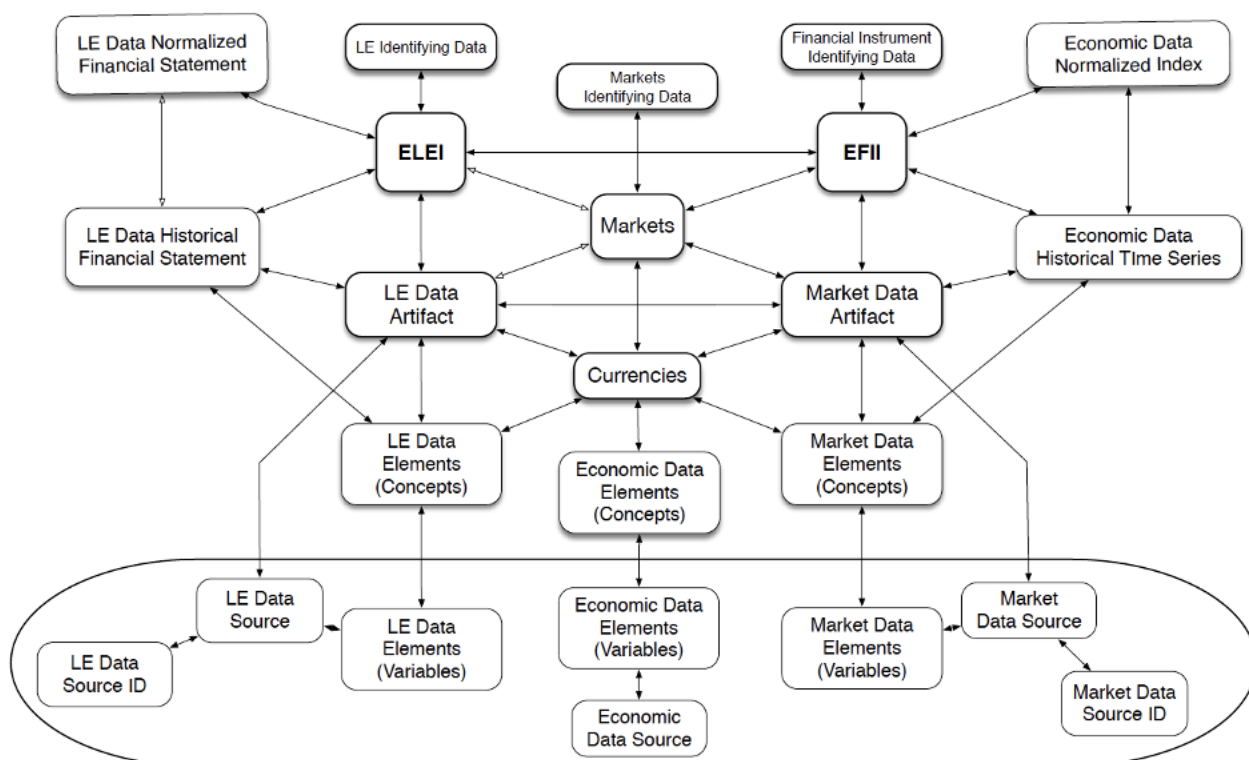 LE Data Normalized
Financial Statement
LE Identifying Data
Markets
Identifying Data
Financial Instrument
Identifying Data
Economic Data
Normalized Index
ELEI
EFII
LE Data Historical
Financial Statement
Markets
Economic Data
Historical TIme Series
LE Data
Artifact
Market Data
Artifact
Currencies
LE Data
Elements
(Concepts)
Economic Data
Elements
(Concepts)
Market Data
Elements
(Concepts)
LE Data
Source
LE Data
Source ID
LE Data
Elements
(Variables)
Economic Data
Elements
(Variables)
Economic
Data Source
Market Data
Elements
(Variables)
Market
Data Source
Market Data
Source ID